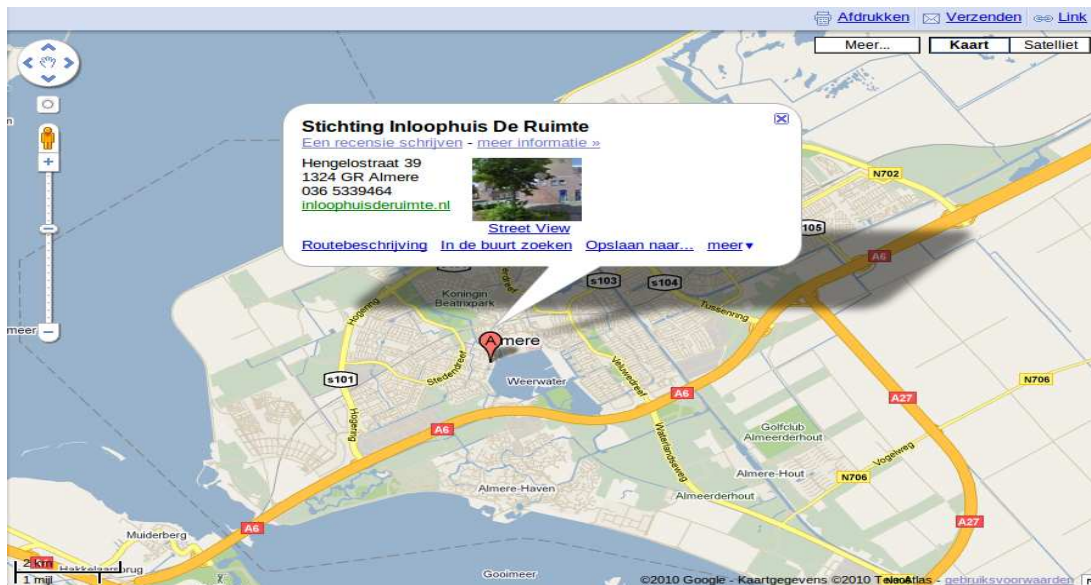 Afdrukken Verzenden Link
Meer... Kaart Satelliet
Stichting Inloophuis De Ruimte
Een recensie schrijven - meer informatie »
Hengelostraat 39
1324 GR Almere
036 5339464
inloophuisderuimte.nl
Street View
Routebeschrijving In de buurt zoeken Opslaan naar... meer
N702
105
A6
s103
s104
Koningin
Beatrixpark
Hogering
Tussenring
meer
A
mere
s101
Stedendreef
Weerwater
Veluwedreef
N706
A6
A27
Hogering
A6
Golfclub
Almeerderhout
Waterlandseweg
Vogelweg
Almere-Hout
N706
Almere-Haven
Almeerderhout
A6
A27
Muiderberg
2 km
1 mijl
Gooimeer
©2010 Google - Kaartgegevens ©2010 Tele Atlas - gebruiksvoorwaarden